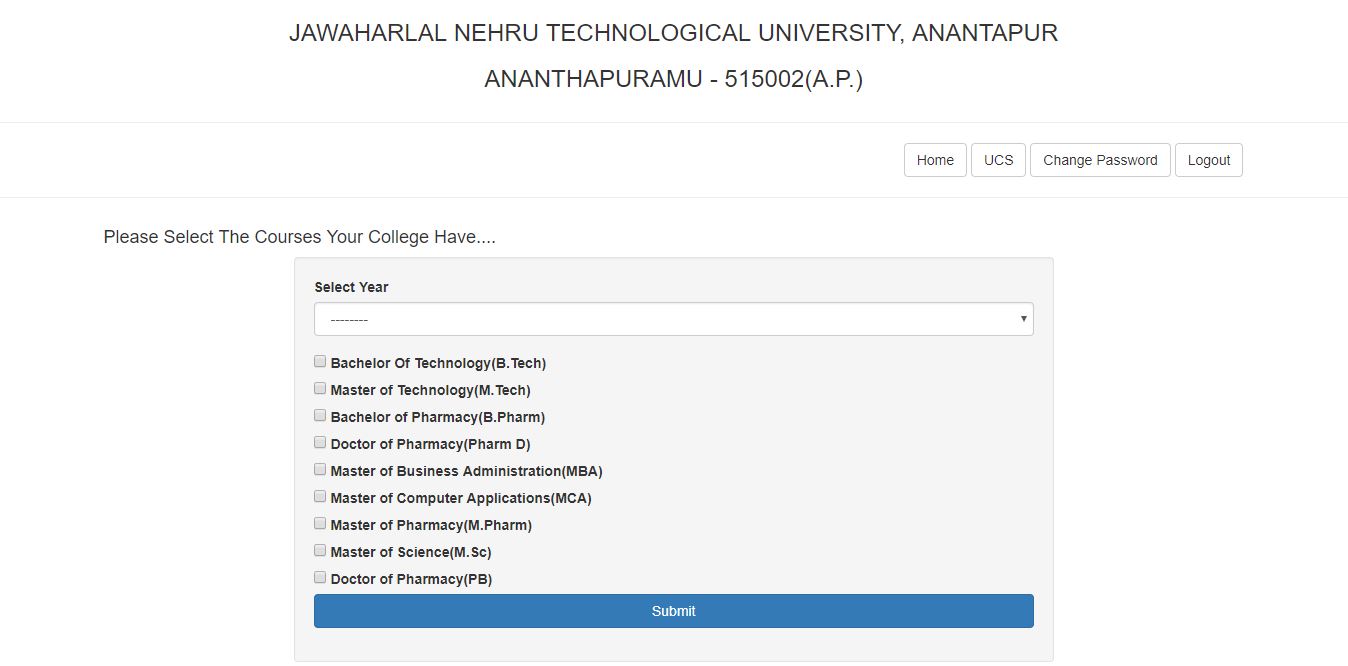 JAWAHARLAL NEHRU TECHNOLOGICAL UNIVERSITY, ANANTAPUR
ANANTHAPURAMU - 515002(A.P.)
Home UCS Change Password Logout
Please Select The Courses Your College Have....
Select Year
--------
Bachelor Of Technology(B.Tech)
Master of Technology(M.Tech)
Bachelor of Pharmacy(B.Pharm)
Doctor of Pharmacy(Pharm D)
Master of Business Administration(MBA)
Master of Computer Applications(MCA)
Master of Pharmacy(M.Pharm)
Master of Science(M.Sc)
Doctor of Pharmacy(PB)
Submit